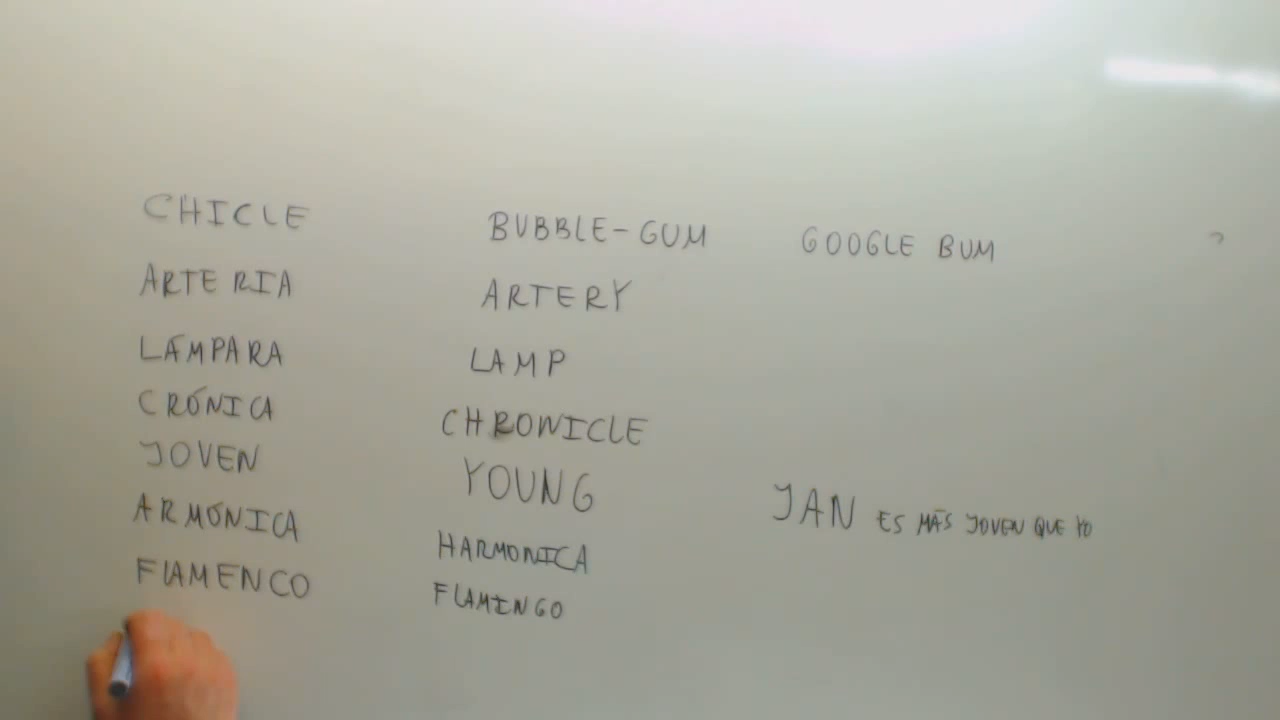 CHICLE BUBBLE-GUM GOOGLE BUM
ARTERIA ARTERY
LÁMPARA LAMP
CRÓNICA CHRONICLE
JOVEN YOUNG JAN ES MÁS JOVEN QUE YO
ARMÓNICA HARMONICA
FLAMENCO FLAMINGO